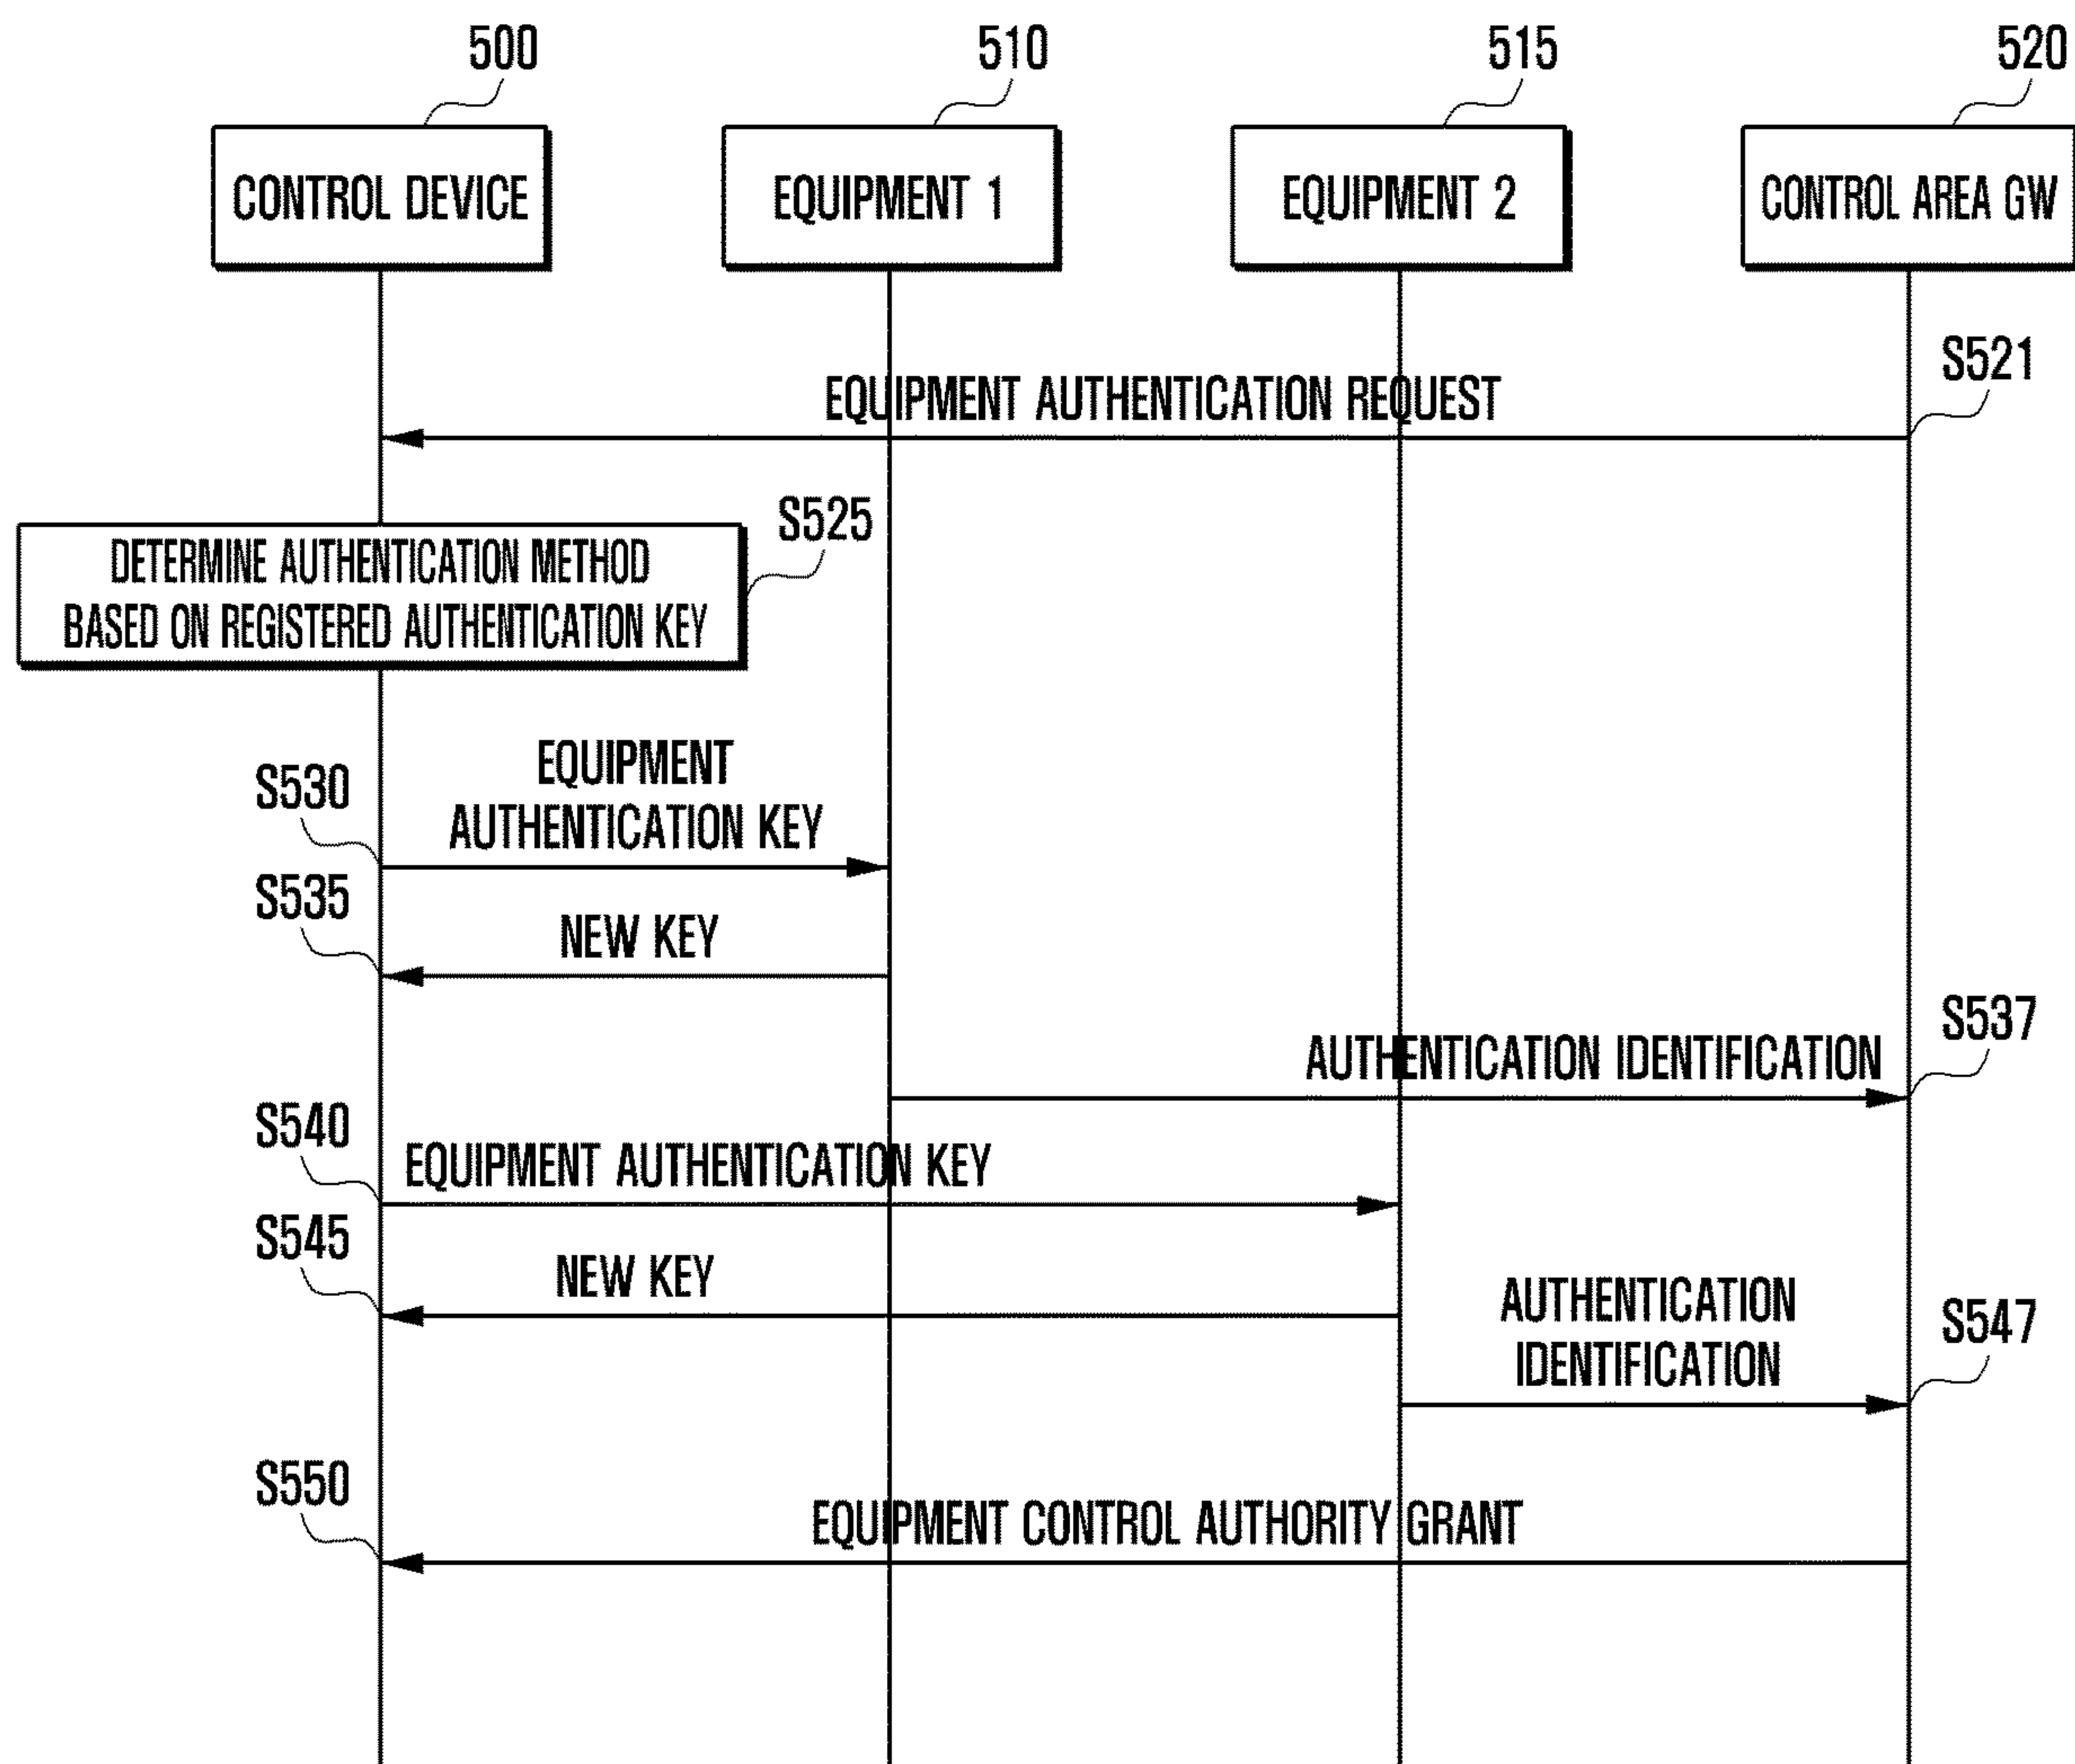 500
510
515
520
CONTROL DEVICE
EQUIPMENT 1
EQUIPMENT 2
CONTROL AREA GW
S521
EQUIPMENT AUTHENTICATION REQUEST
S525
DETERMINE AUTHENTICATION METHOD
BASED ON REGISTERED AUTHENTICATION KEY
S530
EQUIPMENT
AUTHENTICATION KEY
S535
NEW KEY
S537
AUTHENTICATION IDENTIFICATION
S540
EQUIPMENT AUTHENTICATION KEY
S545
NEW KEY
AUTHENTICATION
IDENTIFICATION
S547
S550
EQUIPMENT CONTROL AUTHORITY GRANT